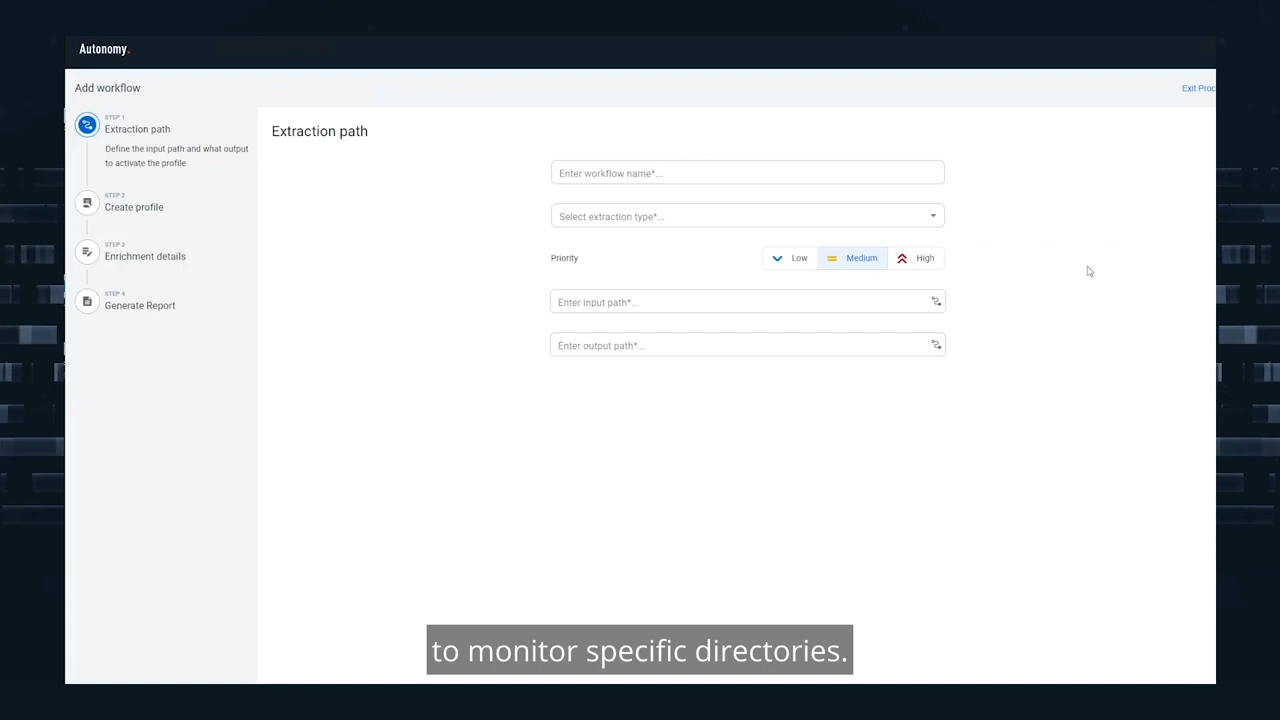 Autonomy.
Add workflow
Exit Proc
STEP 1
Extraction path
Define the input path and what output
to activate the profile
STEP 2
Create profile
STEP 3
Enrichment details
STEP 4
Generate Report
Extraction path
Enter workflow name*...
Select extraction type*...
Priority
Low
Medium
High
Enter input path*...
Enter output path*...
to monitor specific directories.